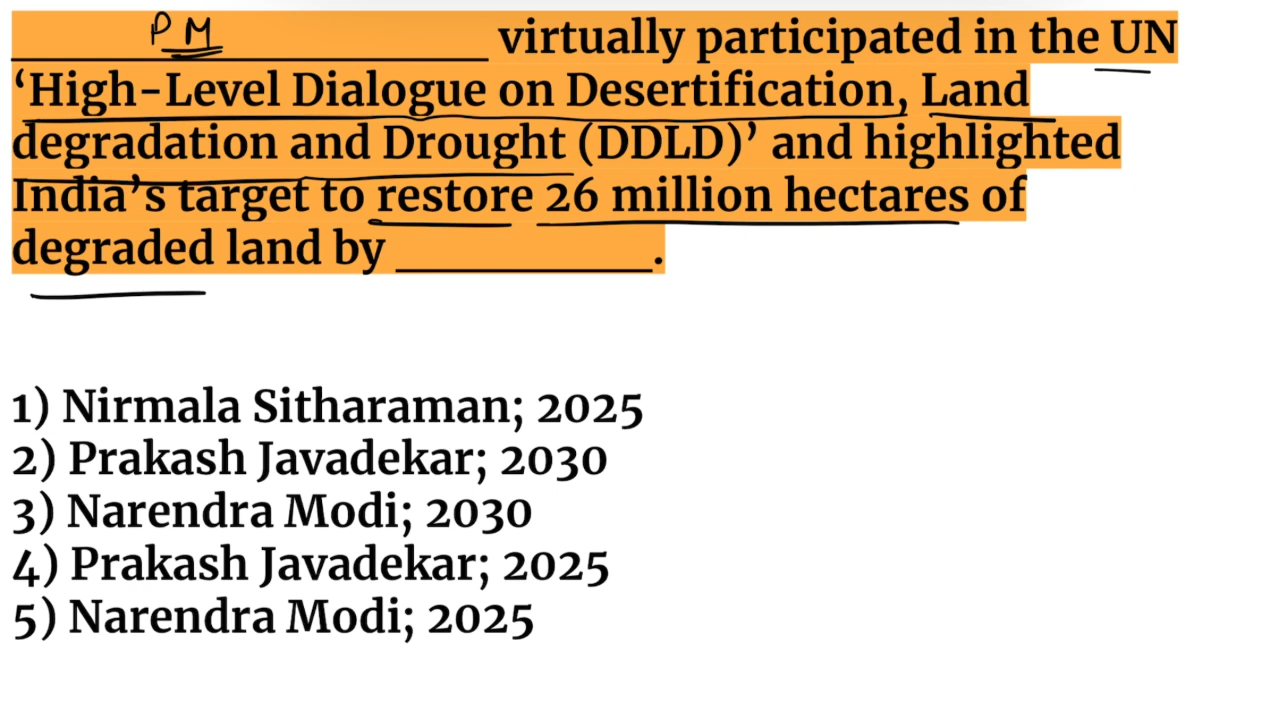 PM
_______________ virtually participated in the UN
‘High-Level Dialogue on Desertification, Land
degradation and Drought (DDLD)’ and highlighted
India’s target to restore 26 million hectares of
degraded land by ________.
1) Nirmala Sitharaman; 2025
2) Prakash Javadekar; 2030
3) Narendra Modi; 2030
4) Prakash Javadekar; 2025
5) Narendra Modi; 2025